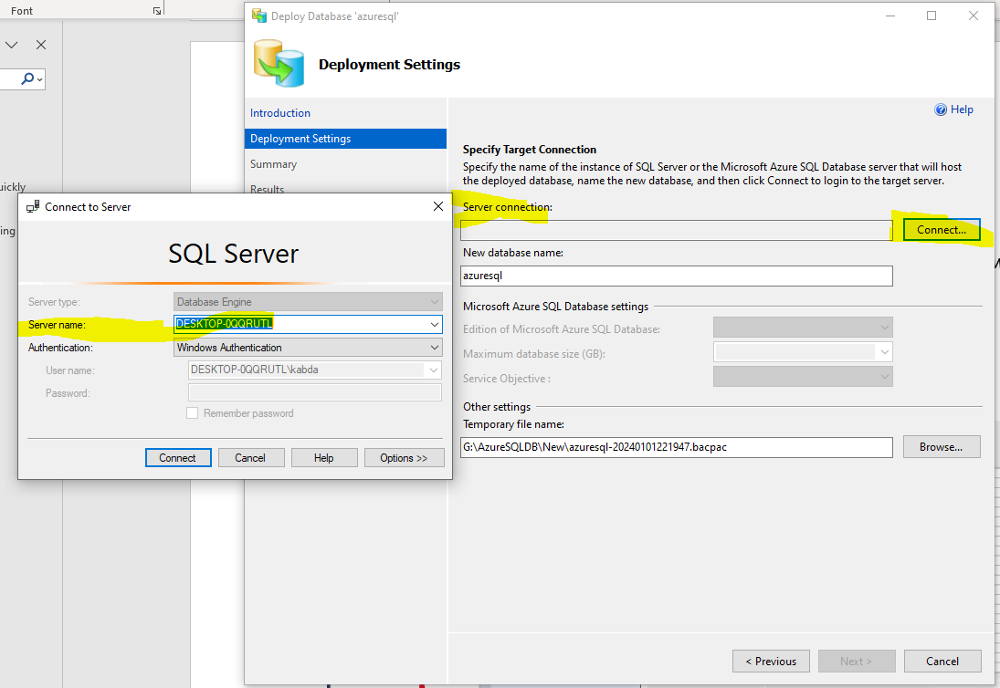 Font
Deploy Database 'azuresql'
Deployment Settings
Introduction
Deployment Settings
Summary
Results
Help
Specify Target Connection
Specify the name of the instance of SQL Server or the Microsoft Azure SQL Database server that will host
the deployed database, name the new database, and then click Connect to login to the target server.
Server connection:
Connect...
New database name:
azuresql
Microsoft Azure SQL Database settings
Edition of Microsoft Azure SQL Database:
Maximum database size (GB):
Service Objective :
Other settings
Temporary file name:
G:\AzureSQLDB\New\azuresql-20240101221947.bacpac
Browse...
< Previous
Next >
Cancel
uickly
ing
Connect to Server
SQL Server
Server type:
Database Engine
Server name:
DESKTOP-0QQRUTL
Authentication:
Windows Authentication
User name:
DESKTOP-0QQRUTL\kabda
Password:
Remember password
Connect
Cancel
Help
Options >>